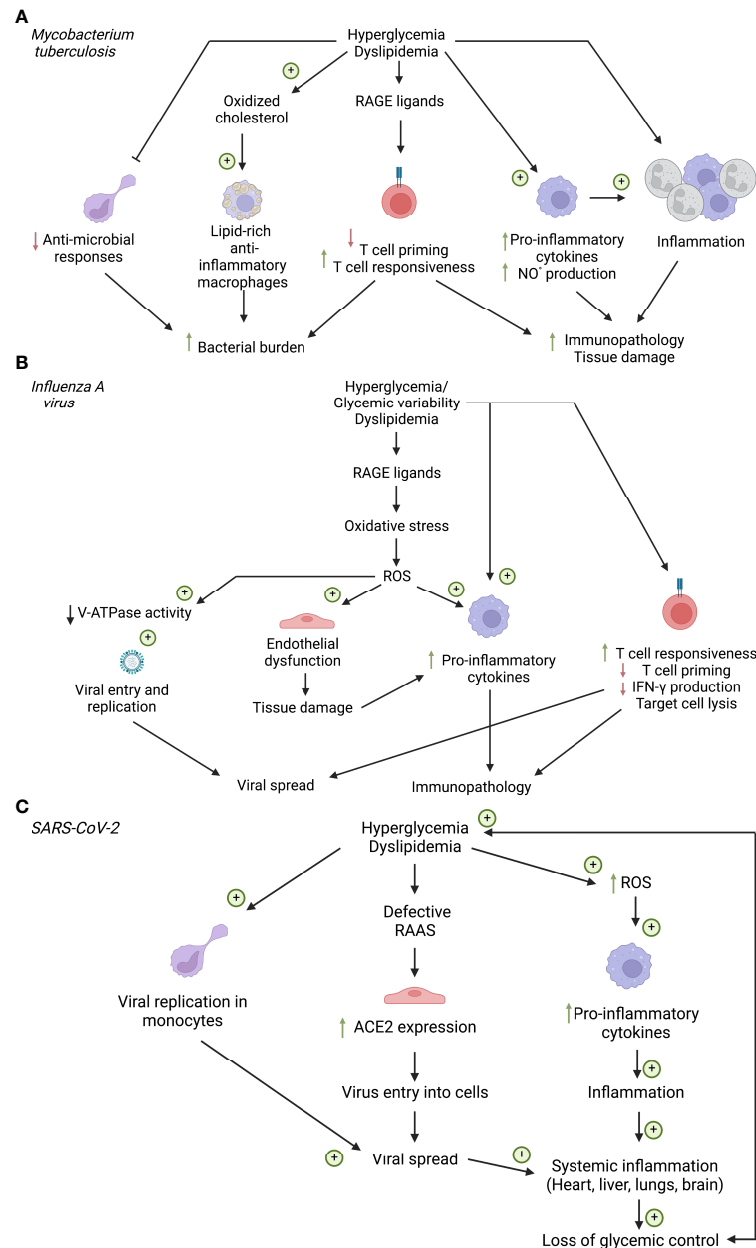 A
Mycobacterium
tuberculosis
Hyperglycemia
Dyslipidemia
+
Oxidized
cholesterol
RAGE ligands
+
+
+
Anti-microbial
responses
Lipid-rich
anti-
inflammatory
macrophages
T cell priming
T cell responsiveness
Pro-inflammatory
cytokines
NO• production
Inflammation
Bacterial burden
Immunopathology
Tissue damage
B
Influenza A
virus
Hyperglycemia/
Glycemic variability
Dyslipidemia
RAGE ligands
Oxidative stress
ROS
+
+
+
+
V-ATPase activity
+
Viral entry and
replication
Endothelial
dysfunction
Tissue damage
Pro-inflammatory
cytokines
T cell responsiveness
T cell priming
IFN-γ production
Target cell lysis
Viral spread
Immunopathology
C
SARS-CoV-2
Hyperglycemia
Dyslipidemia
+
+
ROS
+
Defective
RAAS
+
Viral replication in
monocytes
ACE2 expression
Pro-inflammatory
cytokines
+
Virus entry into cells
Inflammation
+
+
Viral spread
Systemic inflammation
(Heart, liver, lungs, brain)
+
Loss of glycemic control